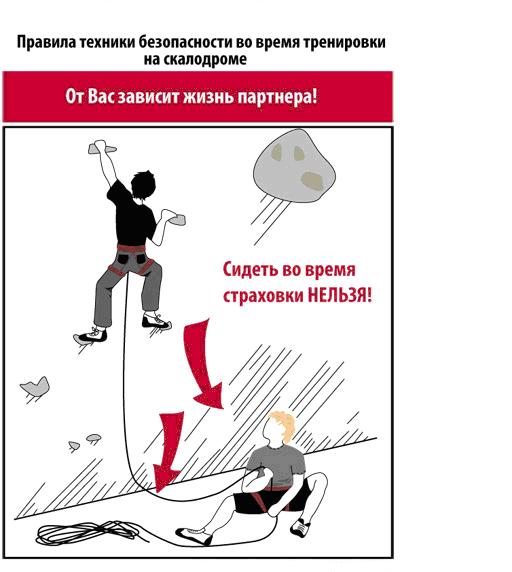 Правила техники безопасности во время тренировки
на скалодроме
От Вас зависит жизнь партнера!
Сидеть во время
страховки НЕЛЬЗЯ!